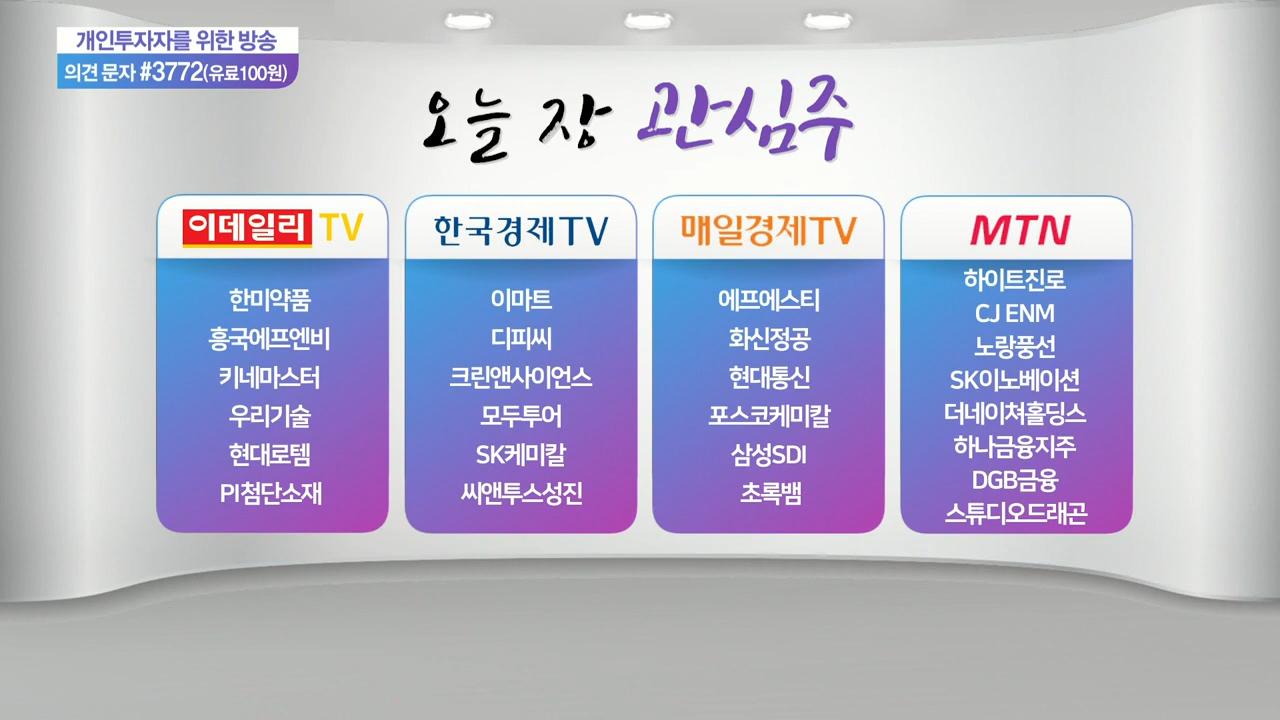 개인투자자를 위한 방송
의견 문자 #3772(유료100원)
오늘 장 관심주
이데일리 TV
한미약품
흥국에프엔비
키네마스터
우리기술
현대로템
PI첨단소재
한국경제TV
이마트
디피씨
크린앤사이언스
모두투어
SK케미칼
씨앤투스성진
매일경제TV
에프에스티
화신정공
현대통신
포스코케미칼
삼성SDI
초록뱀
MTN
하이트진로
CJ ENM
노랑풍선
SK이노베이션
더네이쳐홀딩스
하나금융지주
DGB금융
스튜디오드래곤